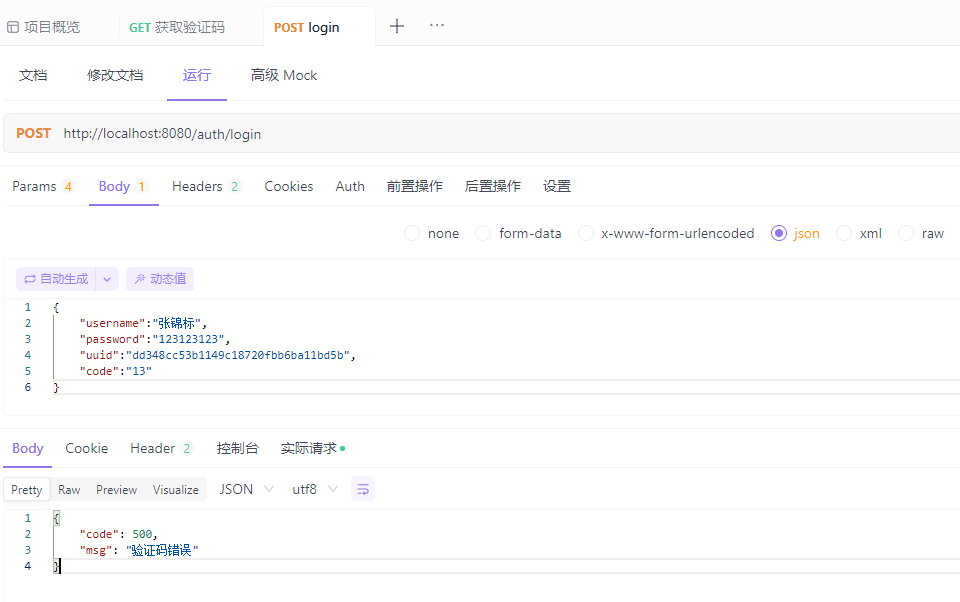 项目概览 GET 获取验证码 POST login
文档 修改文档 运行 高级 Mock
POST http://localhost:8080/auth/login
Params 4 Body 1 Headers 2 Cookies Auth 前置操作 后置操作 设置
none form-data x-www-form-urlencoded json xml raw
自动生成 动态值
1 {
2 "username":"张锦标",
3 "password":"123123123",
4 "uuid":"dd348cc53b1149c18720fbb6ba11bd5b",
5 "code":"13"
6 }
Body Cookie Header 2 控制台 实际请求
Pretty Raw Preview Visualize JSON utf8
1 {
2 "code": 500,
3 "msg": "验证码错误"
4 }